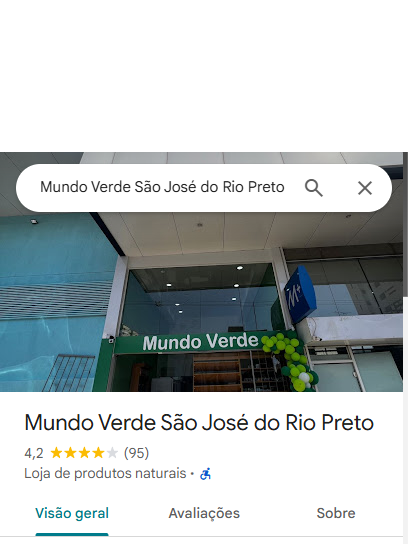 Mundo Verde São José do Rio Preto
M+
Mundo Verde
Mundo Verde São José do Rio Preto
4,2 (95)
Loja de produtos naturais ·
Visão geral
Avaliações
Sobre